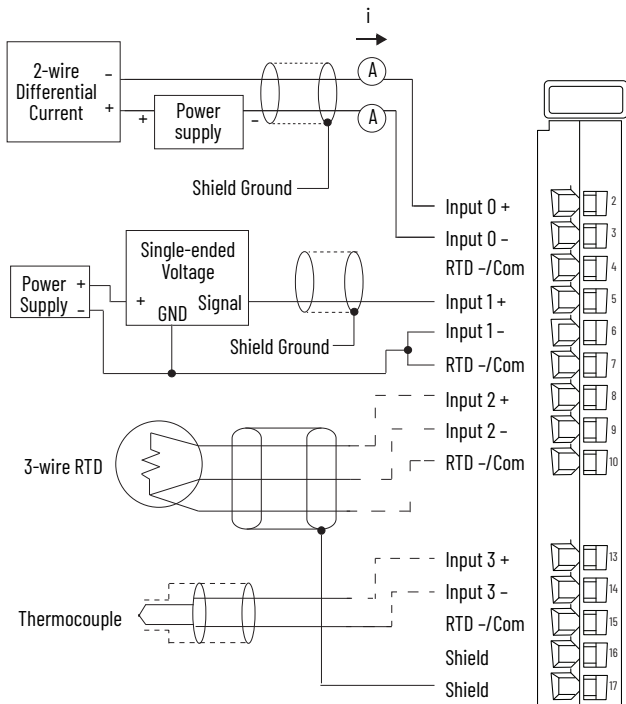 i
2-wire
Differential
Current
-
+
A
+
Power
supply
-
A
Shield Ground
Input 0 +
Input 0 -
RTD -/Com
Power
Supply
+
-
Single-ended
Voltage
+
Signal
GND
Shield Ground
Input 1 +
Input 1 -
RTD -/Com
3-wire RTD
Input 2 +
Input 2 -
RTD -/Com
Thermocouple
Input 3 +
Input 3 -
RTD -/Com
Shield
Shield
2
3
4
5
6
7
8
9
10
13
14
15
16
17